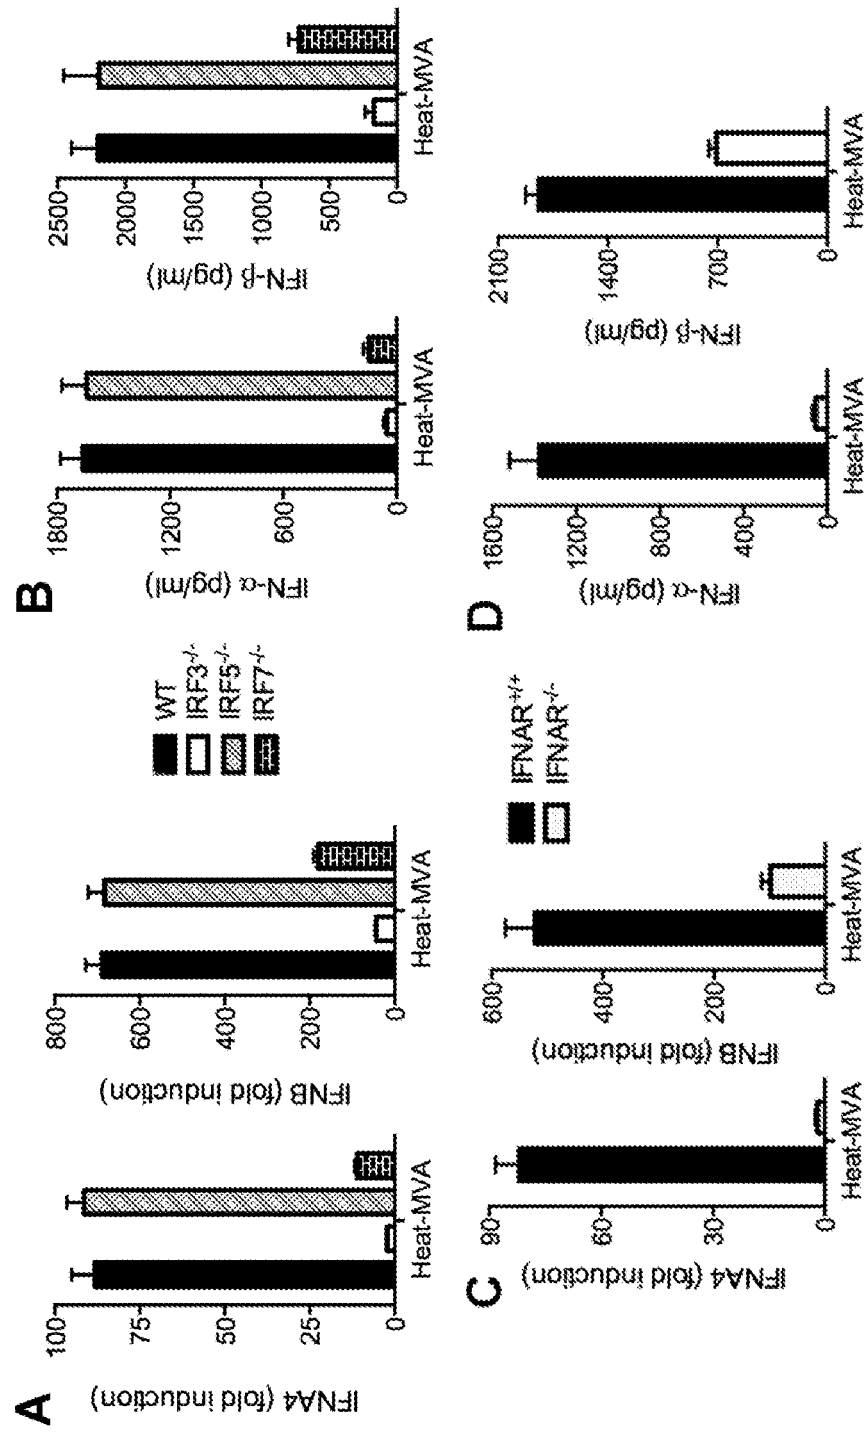 A
IFNA4 (fold induction)
100
75
50
25
0
Heat-MVA
IFNB (fold induction)
800
600
400
200
0
Heat-MVA
WT
IRF3-/-
IRF5-/-
IRF7-/-
B
IFN-α (pg/ml)
1800
1200
600
0
Heat-MVA
IFN-β (pg/ml)
2500
2000
1500
1000
500
0
Heat-MVA
C
IFNA4 (fold induction)
90
60
30
0
Heat-MVA
IFNB (fold induction)
600
400
200
0
Heat-MVA
IFNAR+/+
IFNAR-/-
D
IFN-α (pg/ml)
1600
1200
800
400
0
Heat-MVA
IFN-β (pg/ml)
2100
1400
700
0
Heat-MVA